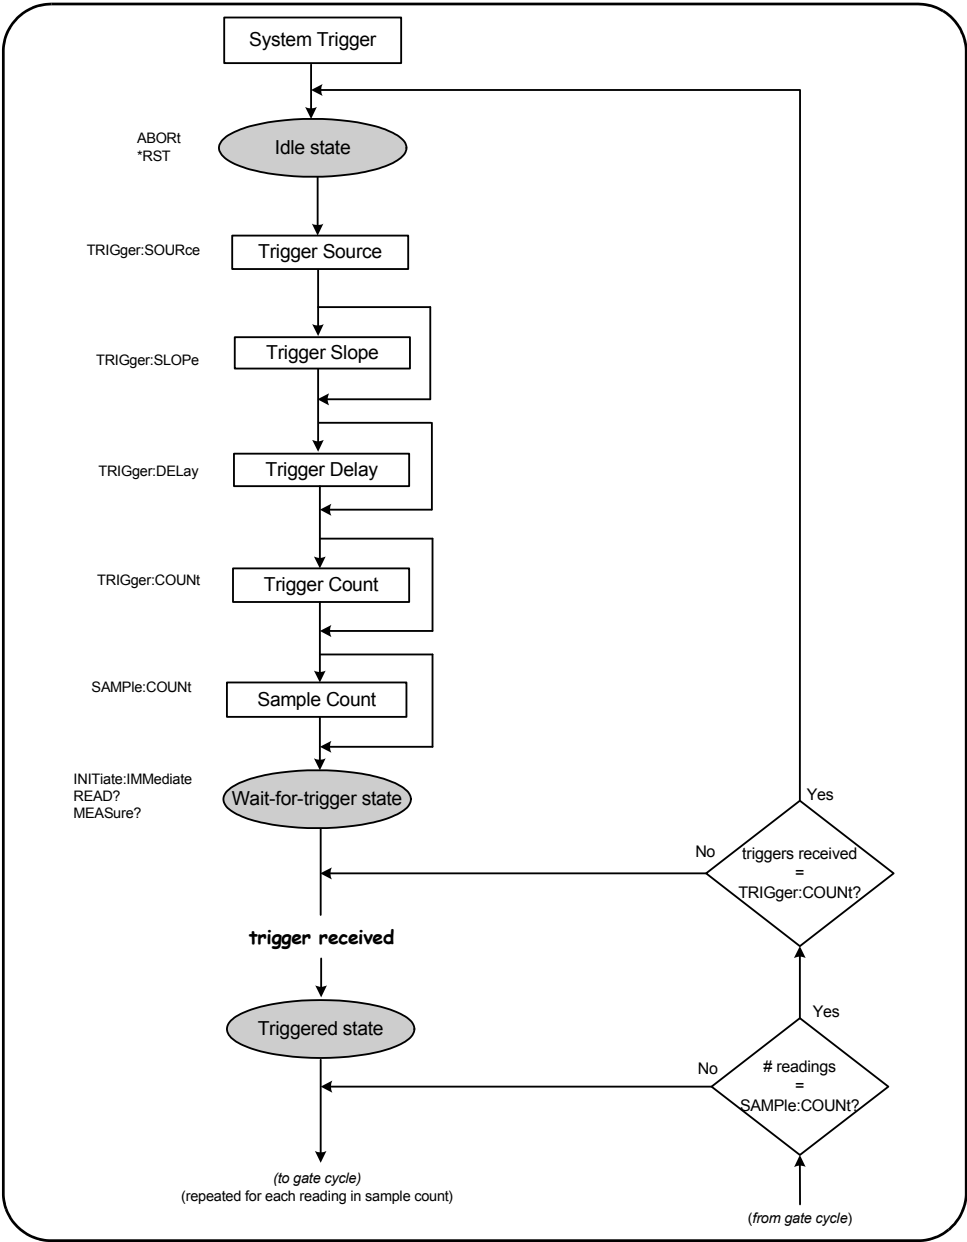 System Trigger
ABORt
*RST
Idle state
TRIGger:SOURce
Trigger Source
TRIGger:SLOPe
Trigger Slope
TRIGger:DELay
Trigger Delay
TRIGger:COUNt
Trigger Count
SAMPle:COUNt
Sample Count
INITiate:IMMediate
READ?
MEASure?
Wait-for-trigger state
Yes
No
triggers received
=
TRIGger:COUNt?
trigger received
Triggered state
Yes
No
# readings
=
SAMPle:COUNt?
(to gate cycle)
(repeated for each reading in sample count)
(from gate cycle)